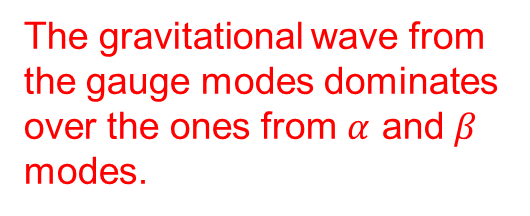 The gravitational wave from
the gauge modes dominates
over the ones from 𝛼 and 𝛽
modes.